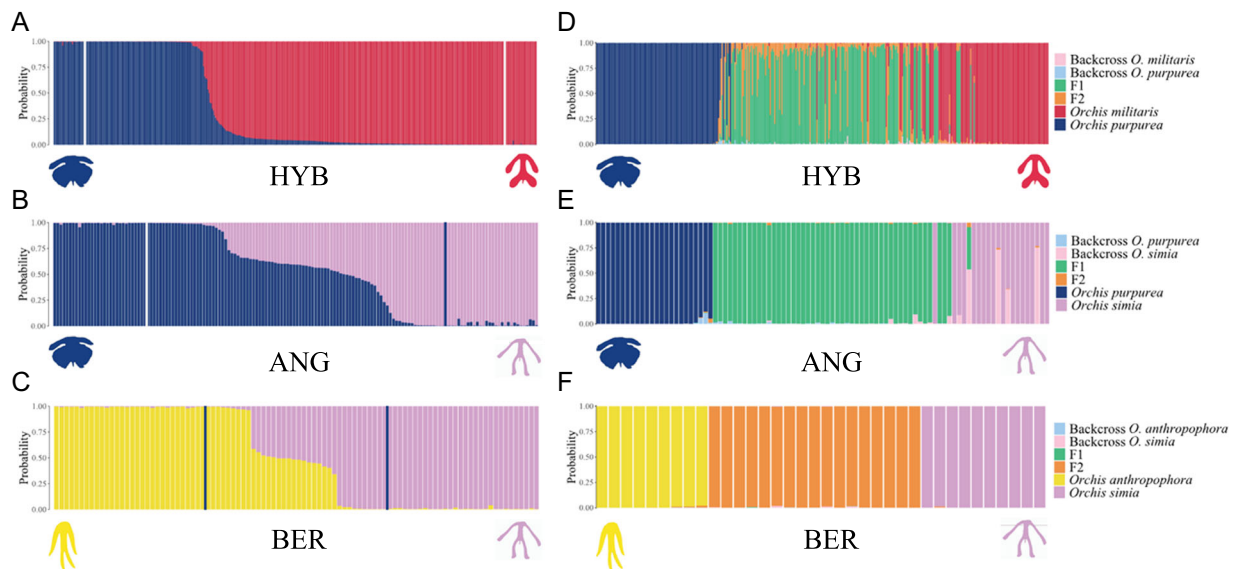 A
1.00
0.75
0.50
0.25
0.00
Probability
HYB
D
1.00
0.75
0.50
0.25
0.00
Probability
HYB
Backcross O. militaris
Backcross O. purpurea
F1
F2
Orchis militaris
Orchis purpurea
B
1.00
0.75
0.50
0.25
0.00
Probability
ANG
E
1.00
0.75
0.50
0.25
0.00
Probability
ANG
Backcross O. purpurea
Backcross O. simia
F1
F2
Orchis purpurea
Orchis simia
C
1.00
0.75
0.50
0.25
0.00
Probability
BER
F
1.00
0.75
0.50
0.25
0.00
Probability
BER
Backcross O. anthropophora
Backcross O. simia
F1
F2
Orchis anthropophora
Orchis simia